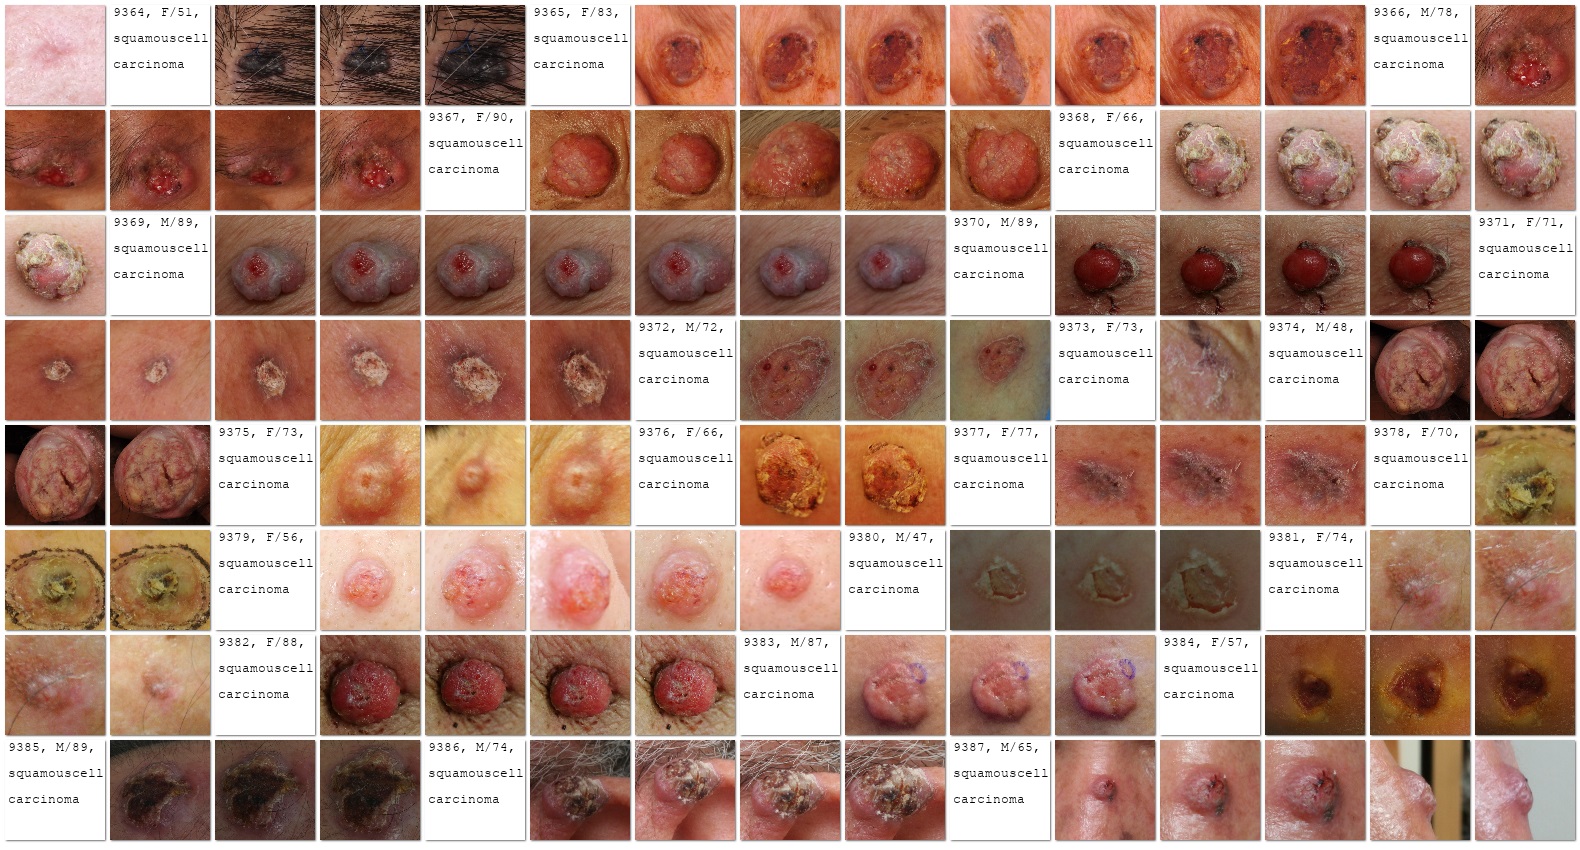 9364, F/51,
squamouscell
carcinoma
9365, F/83,
squamouscell
carcinoma
9366, M/78,
squamouscell
carcinoma
9367, F/90,
squamouscell
carcinoma
9368, F/66,
squamouscell
carcinoma
9369, M/89,
squamouscell
carcinoma
9370, M/89,
squamouscell
carcinoma
9371, F/71,
squamouscell
carcinoma
9372, M/72,
squamouscell
carcinoma
9373, F/73,
squamouscell
carcinoma
9374, M/48,
squamouscell
carcinoma
9375, F/73,
squamouscell
carcinoma
9376, F/66,
squamouscell
carcinoma
9377, F/77,
squamouscell
carcinoma
9378, F/70,
squamouscell
carcinoma
9379, F/56,
squamouscell
carcinoma
9380, M/47,
squamouscell
carcinoma
9381, F/74,
squamouscell
carcinoma
9382, F/88,
squamouscell
carcinoma
9383, M/87,
squamouscell
carcinoma
9384, F/57,
squamouscell
carcinoma
9385, M/89,
squamouscell
carcinoma
9386, M/74,
squamouscell
carcinoma
9387, M/65,
squamouscell
carcinoma